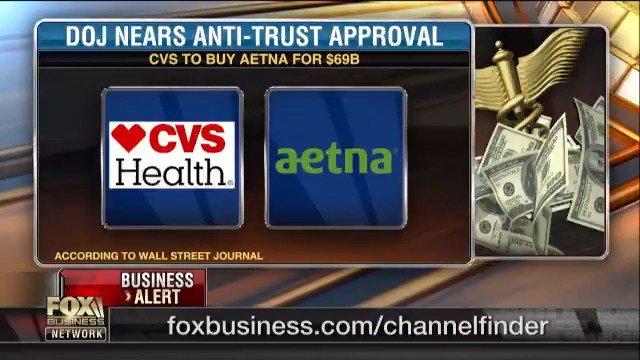 DOJ NEARS ANTI-TRUST APPROVAL
CVS TO BUY AETNA FOR $69B
CVS
Health
aetna
ACCORDING TO WALL STREET JOURNAL
BUSINESS
› ALERT
FOX
BUSINESS
NETWORK
foxbusiness.com/channelfinder